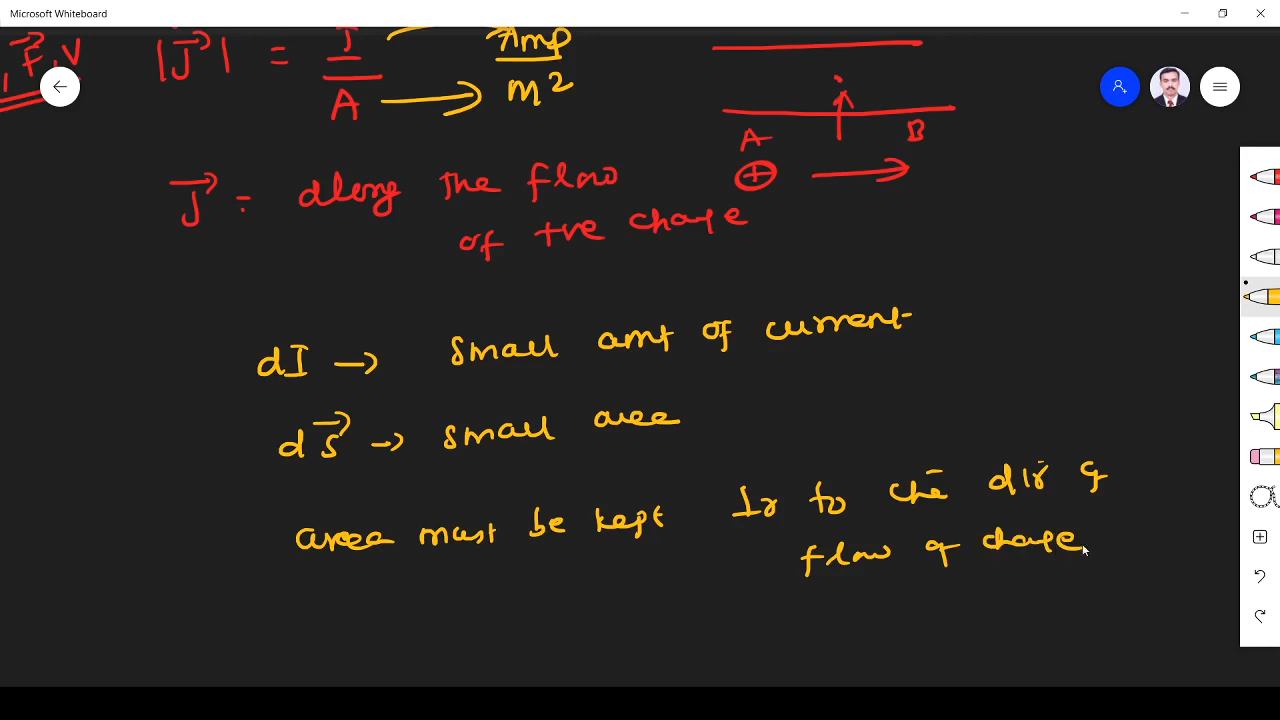 Microsoft Whiteboard
, F⃗, V |J⃗| = I/A → Amp/m²
A B
J⃗ = along the flow
of +ve charge
dI → small amt of current
dS⃗ → small area
area must be kept ⊥r to the dir of
flow of charge